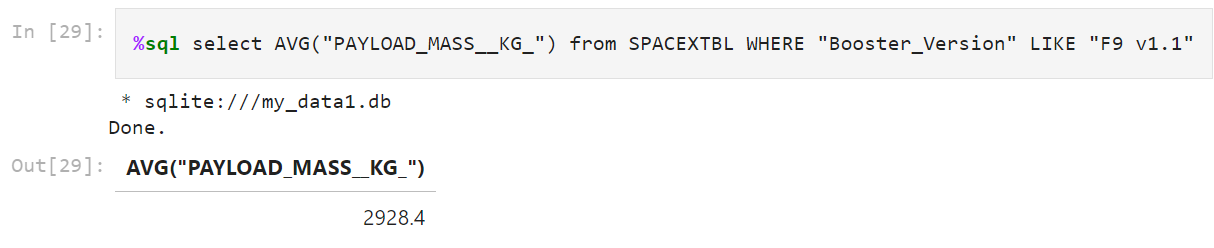 In [29]: %sql select AVG("PAYLOAD_MASS__KG_") from SPACEXTBL WHERE "Booster_Version" LIKE "F9 v1.1"
* sqlite:///my_data1.db
Done.
Out[29]: AVG("PAYLOAD_MASS__KG_")
2928.4